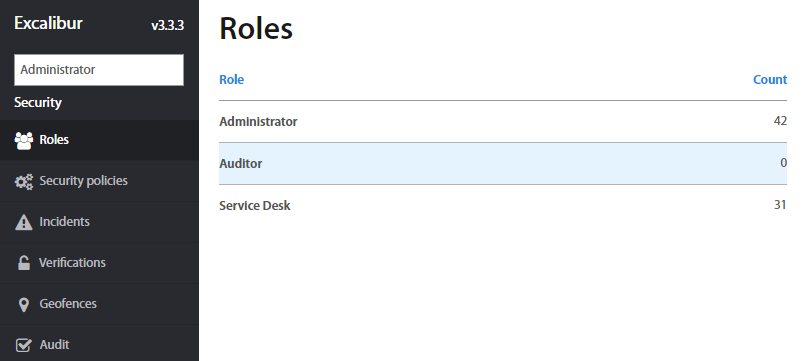 Excalibur v3.3.3
Administrator
Security
Roles
Security policies
Incidents
Verifications
Geofences
Audit
Roles
Role Count
Administrator 42
Auditor 0
Service Desk 31